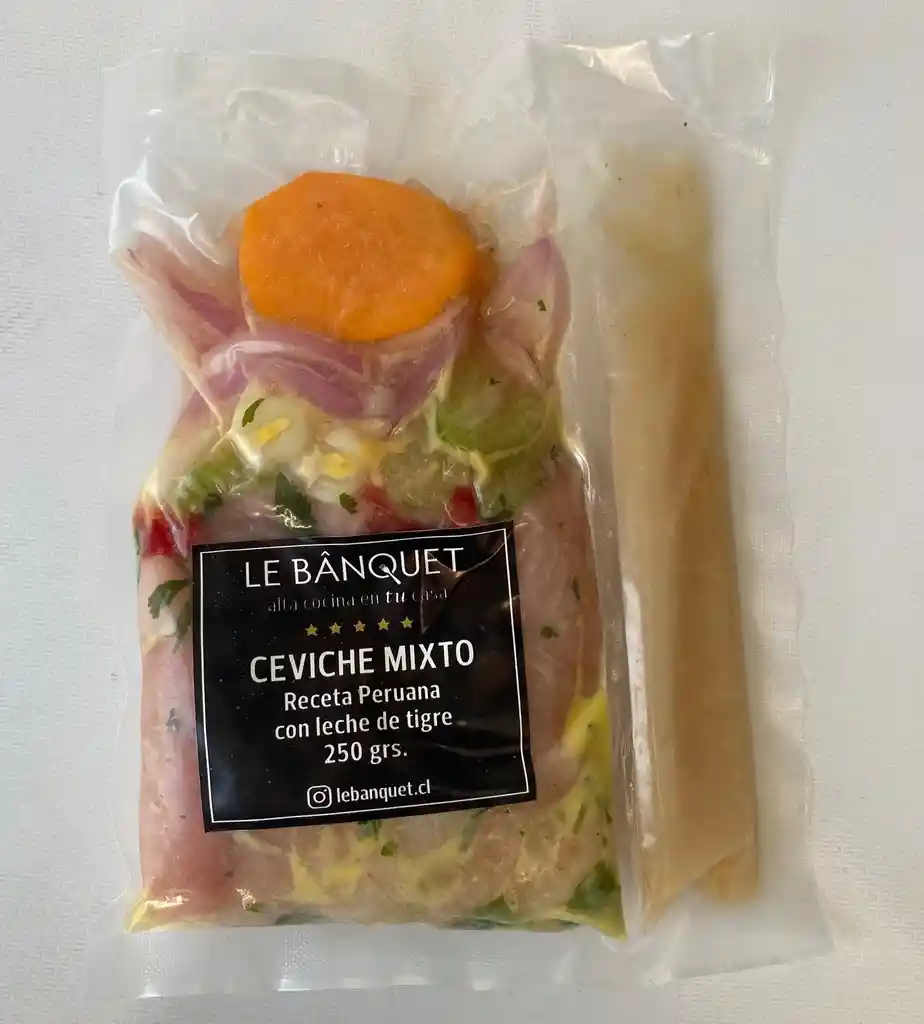 LE BÂNQUET
alta cocina en tu casa
CEVICHE MIXTO
Receta Peruana
con leche de tigre
250 grs.
lebanquet.cl